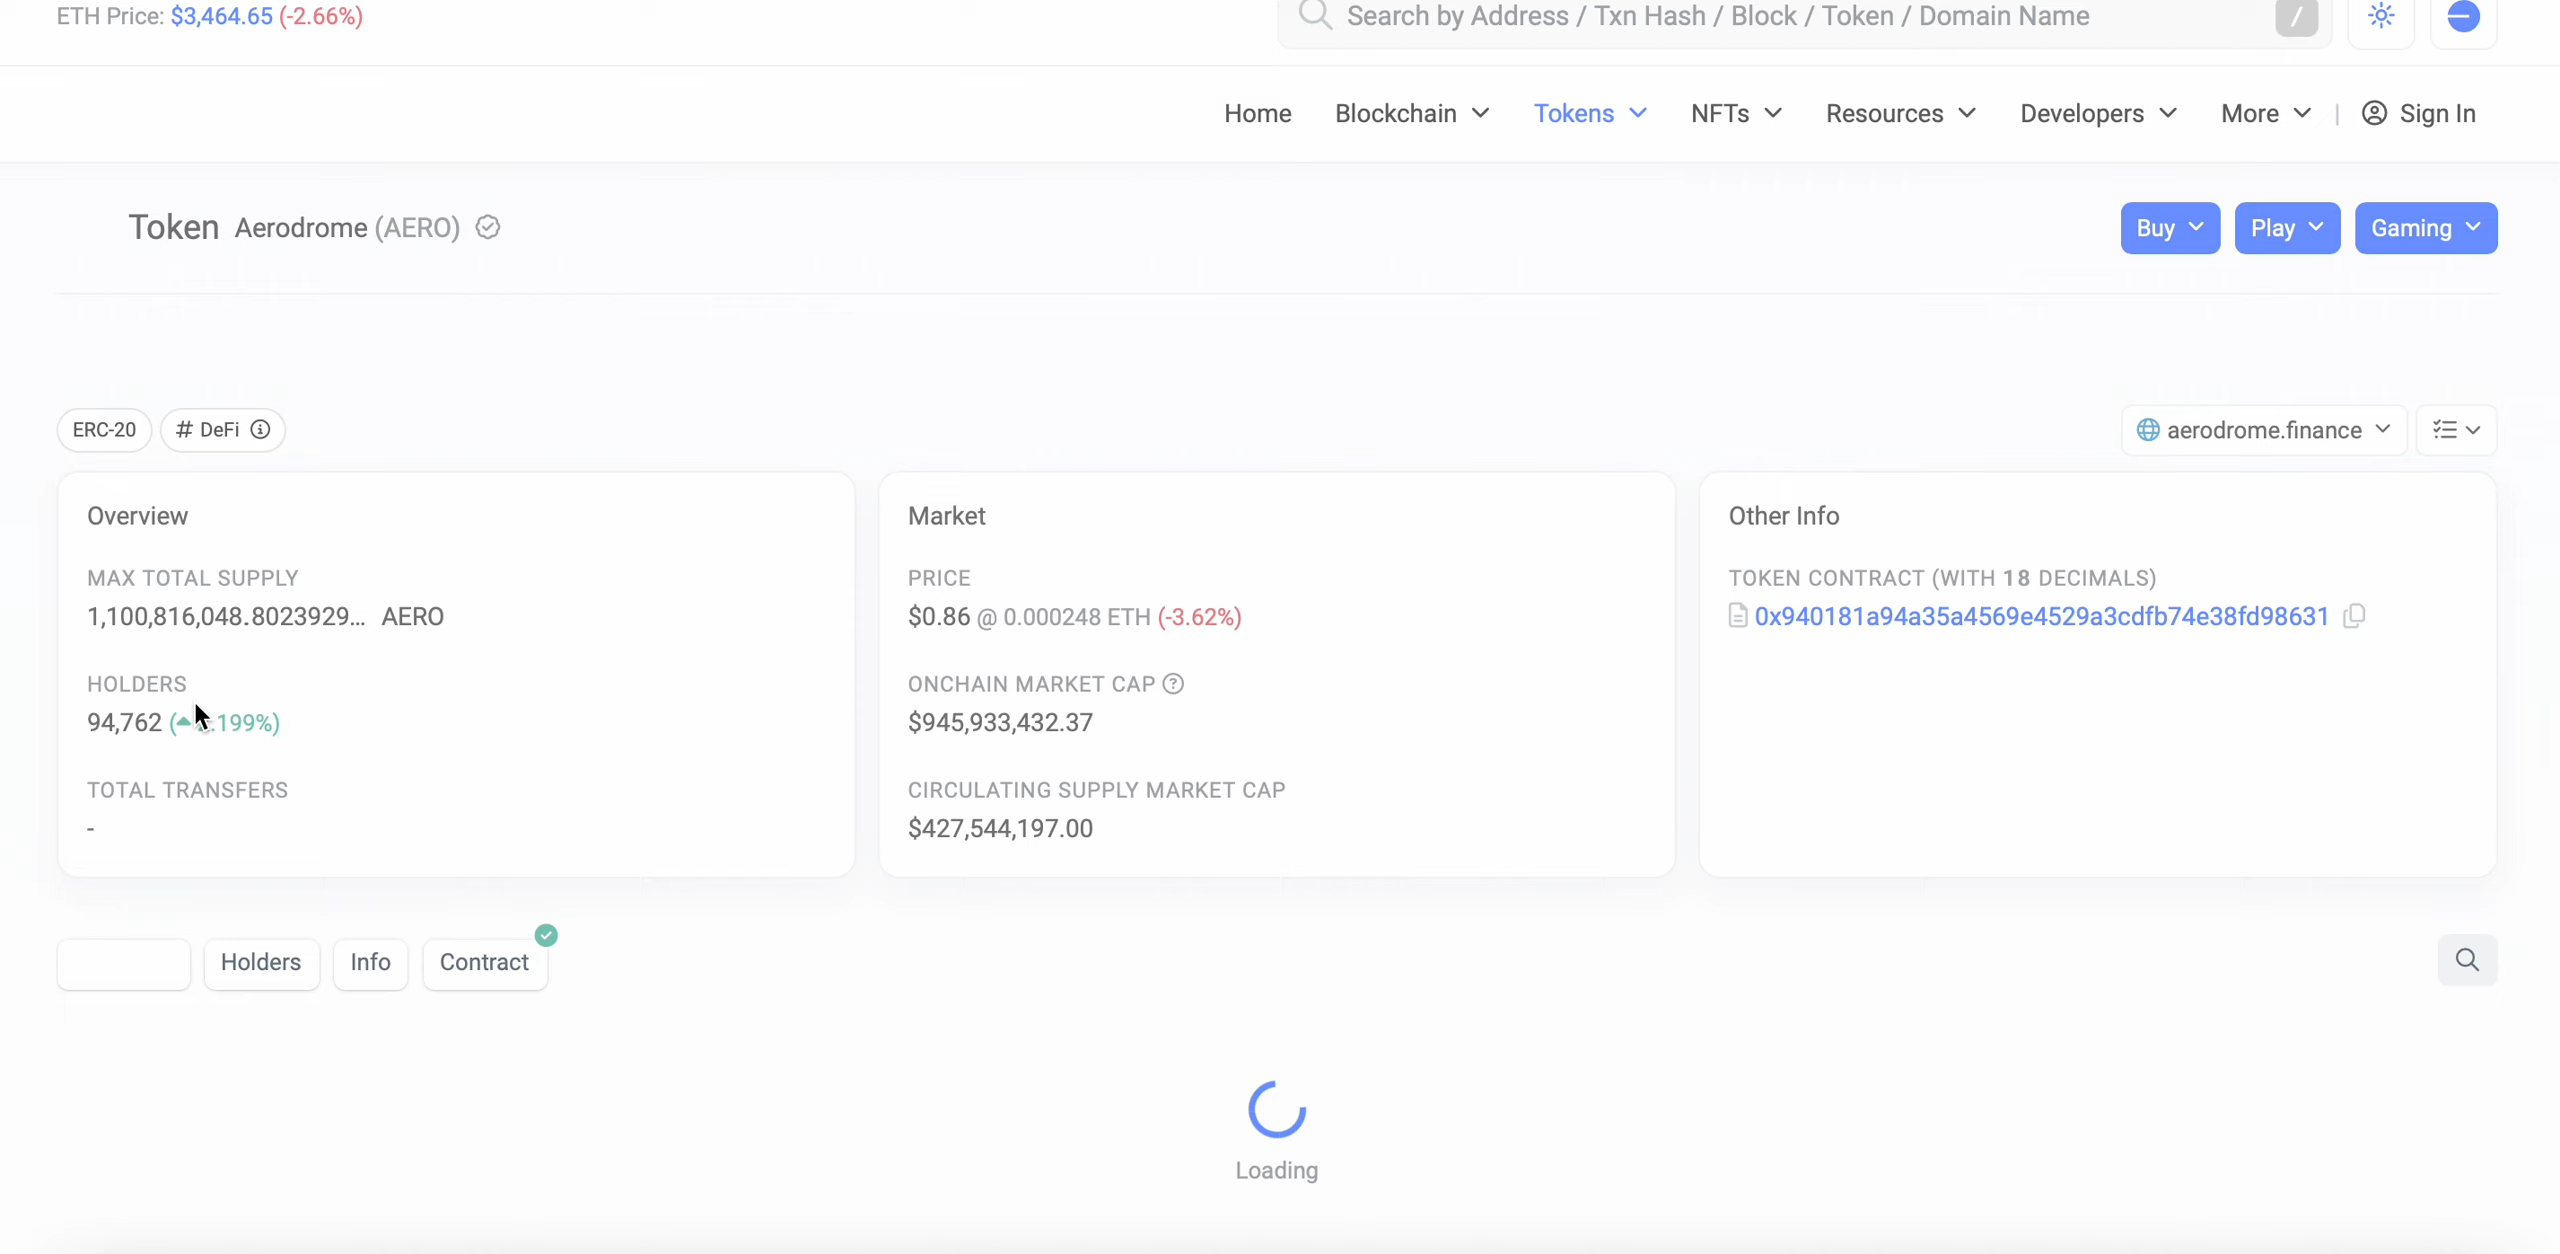 ETH Price: $3,464.65 (-2.66%)
Search by Address / Txn Hash / Block / Token / Domain Name
/
Home Blockchain Tokens NFTs Resources Developers More | Sign In
Token Aerodrome (AERO)
Buy Play Gaming
ERC-20 # DeFi
aerodrome.finance
Overview
MAX TOTAL SUPPLY
1,100,816,048.8023929... AERO
HOLDERS
94,762 ( .199%)
TOTAL TRANSFERS
-
Market
PRICE
$0.86 @ 0.000248 ETH (-3.62%)
ONCHAIN MARKET CAP
$945,933,432.37
CIRCULATING SUPPLY MARKET CAP
$427,544,197.00
Other Info
TOKEN CONTRACT (WITH 18 DECIMALS)
0x940181a94a35a4569e4529a3cdfb74e38fd98631
Holders Info Contract
Loading